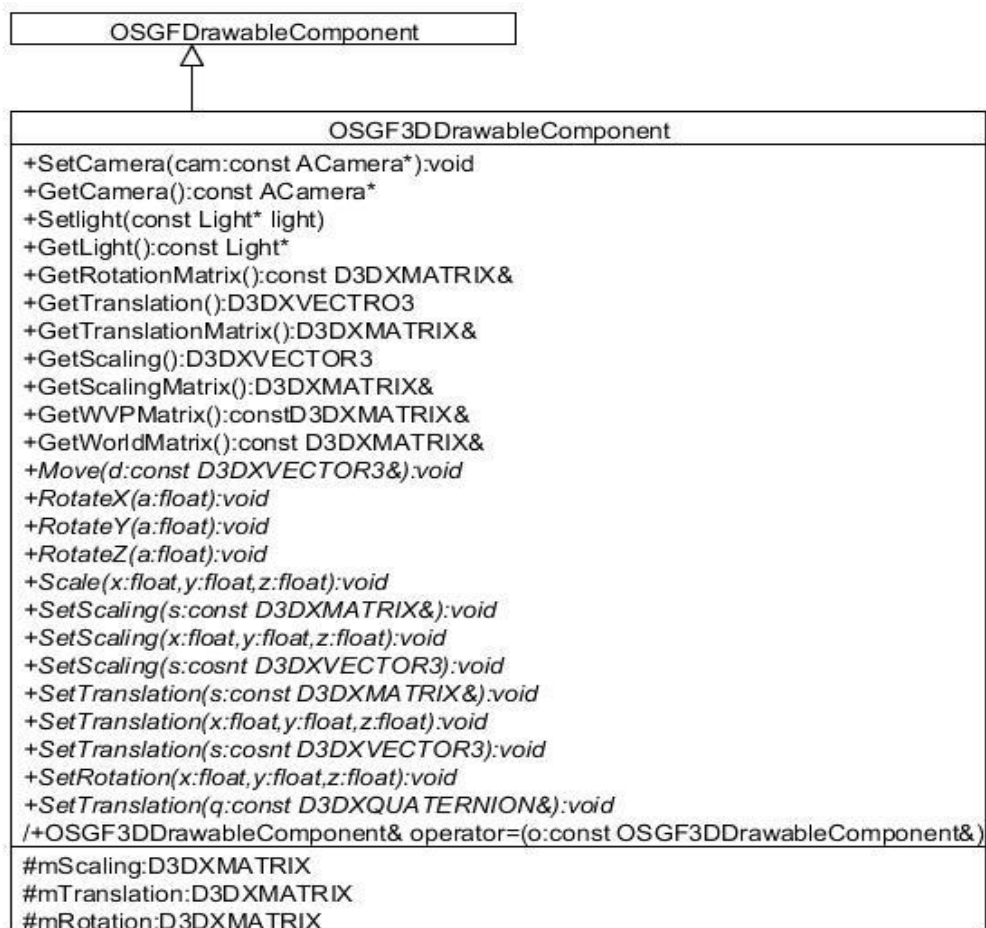 OSGFDrawableComponent
OSGF3DDrawableComponent
+SetCamera(cam:const ACamera*):void
+GetCamera():const ACamera*
+Setlight(const Light* light)
+GetLight():const Light*
+GetRotationMatrix():const D3DXMATRIX&
+GetTranslation():D3DXVECTRO3
+GetTranslationMatrix():D3DXMATRIX&
+GetScaling():D3DXVECTOR3
+GetScalingMatrix():D3DXMATRIX&
+GetWVPMatrix():constD3DXMATRIX&
+GetWorldMatrix():const D3DXMATRIX&
+Move(d:const D3DXVECTOR3&):void
+RotateX(a:float):void
+RotateY(a:float):void
+RotateZ(a:float):void
+Scale(x:float,y:float,z:float):void
+SetScaling(s:const D3DXMATRIX&):void
+SetScaling(x:float,y:float,z:float):void
+SetScaling(s:cosnt D3DXVECTOR3):void
+SetTranslation(s:const D3DXMATRIX&):void
+SetTranslation(x:float,y:float,z:float):void
+SetTranslation(s:cosnt D3DXVECTOR3):void
+SetRotation(x:float,y:float,z:float):void
+SetTranslation(q:const D3DXQUATERNION&):void
/+OSGF3DDrawableComponent& operator=(o:const OSGF3DDrawableComponent&)
#mScaling:D3DXMATRIX
#mTranslation:D3DXMATRIX
#mRotation:D3DXMATRIX